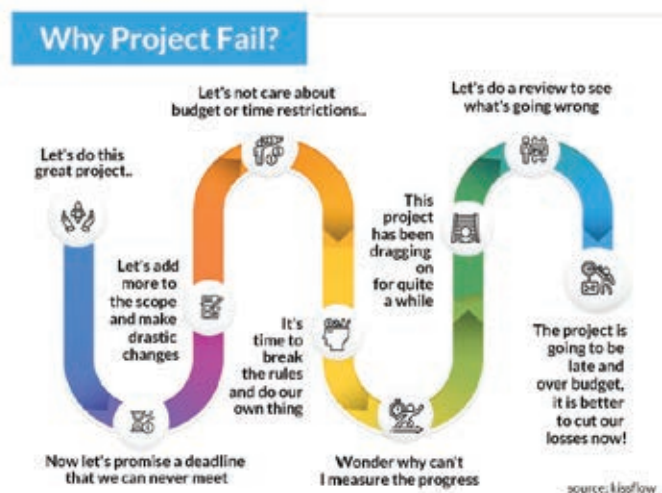 Why Project Fail?
Let's do this
great project..
Now let's promise a deadline
that we can never meet
Let's add
more to
the scope
and make
drastic
changes
Let's not care about
budget or time restrictions..
It's
time to
break
the rules
and do our
own thing
Wonder why can't
I measure the progress
This
project
has been
dragging
on
for quite
a while
Let's do a review to see
what's going wrong
The project is
going to be
late and
over budget,
it is better
to cut our
losses now!
source: kissflow